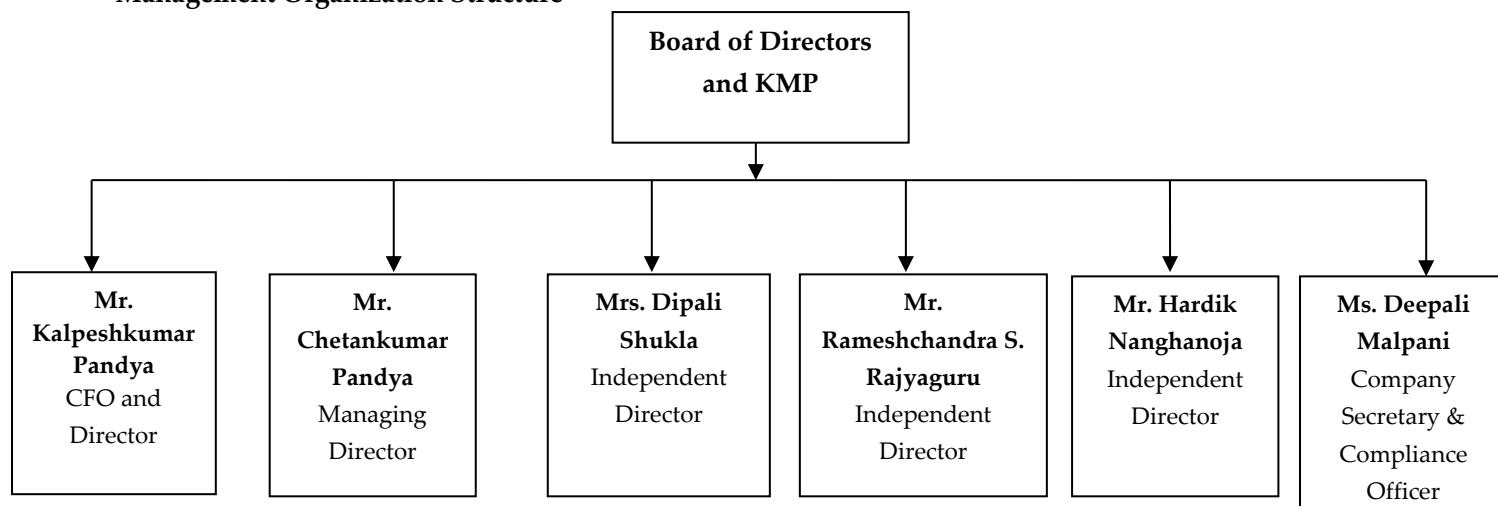 Management Organization Structure
Board of Directors
and KMP
Mr.
Kalpeshkumar
Pandya
CFO and
Director
Mr.
Chetankumar
Pandya
Managing
Director
Mrs. Dipali
Shukla
Independent
Director
Mr.
Rameshchandra S.
Rajyaguru
Independent
Director
Mr. Hardik
Nanghanoja
Independent
Director
Ms. Deepali
Malpani
Company
Secretary &
Compliance
Officer